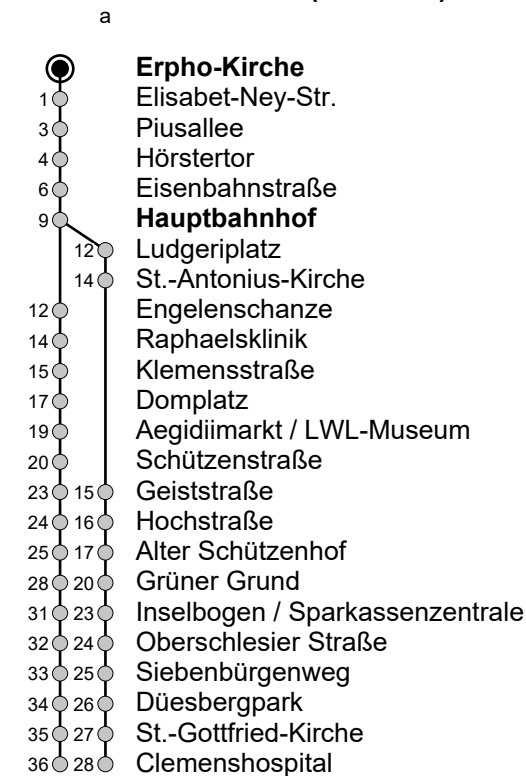 a
Erpho-Kirche
1 Elisabet-Ney-Str.
3 Piusallee
4 Hörstertor
6 Eisenbahnstraße
9 Hauptbahnhof
12 Ludgeriplatz
14 St.-Antonius-Kirche
12 Engelenschanze
14 Raphaelsklinik
15 Klemensstraße
17 Domplatz
19 Aegidiimarkt / LWL-Museum
20 Schützenstraße
23 15 Geiststraße
24 16 Hochstraße
25 17 Alter Schützenhof
28 20 Grüner Grund
31 23 Inselbogen / Sparkassenzentrale
32 24 Oberschlesier Straße
33 25 Siebenbürgenweg
34 26 Düesbergpark
35 27 St.-Gottfried-Kirche
36 28 Clemenshospital